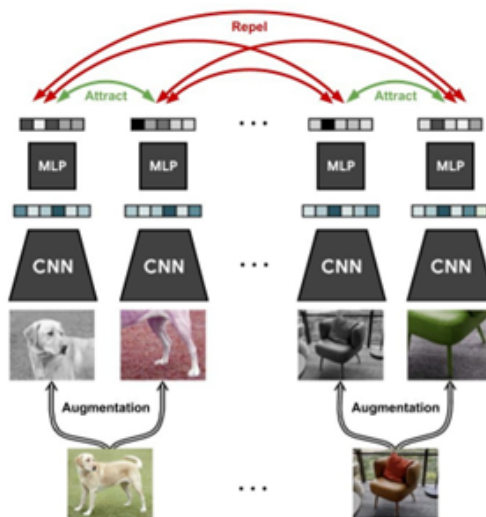 Repel
Attract Attract
...
MLP MLP MLP MLP
CNN CNN ... CNN CNN
Augmentation Augmentation
...